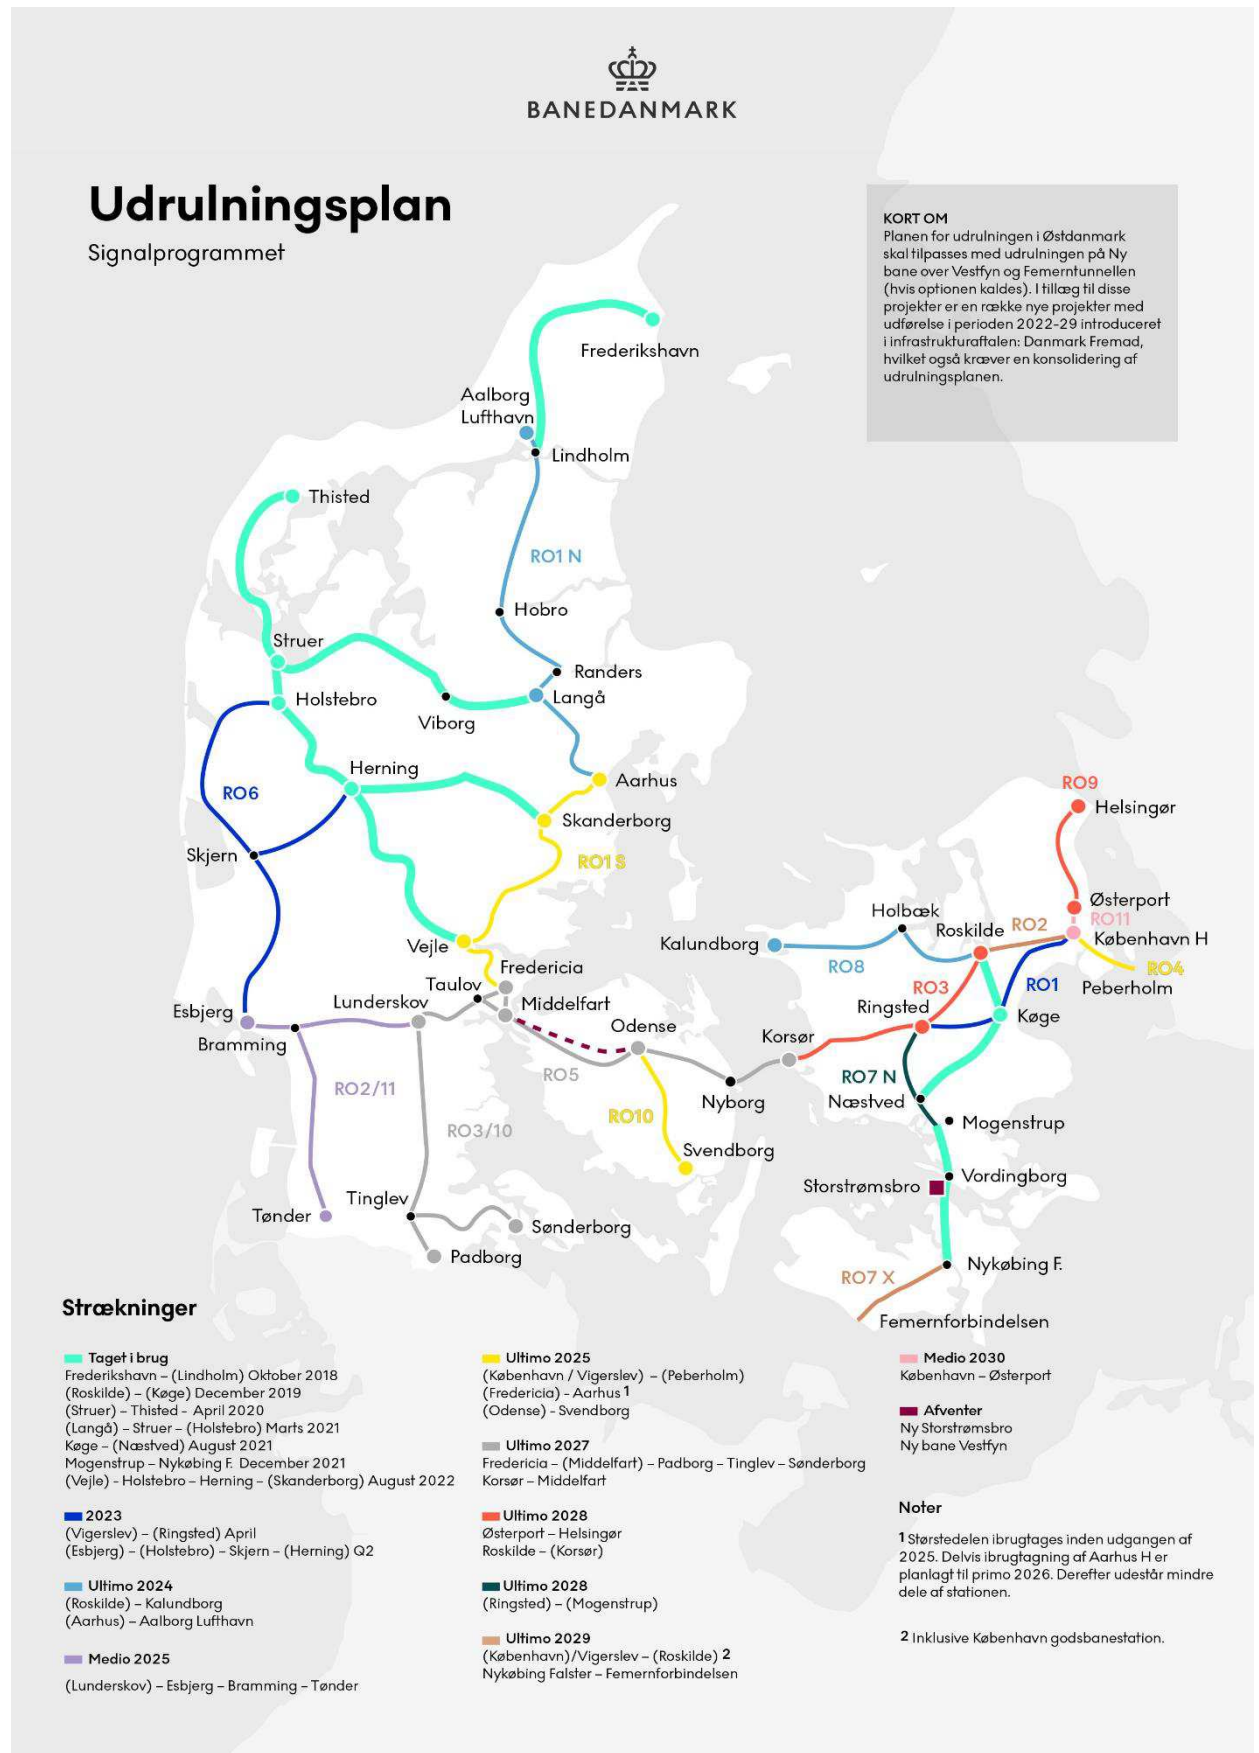 BANEDANMARK
Udrulningsplan
Signalprogrammet
KORT OM
Planen for udrulningen i Østdanmark
skal tilpasses med udrulningen på Ny
bane over Vestfyn og Femerntunnellen
(hvis optionen kaldes). I tillæg til disse
projekter er en række nye projekter med
udførelse i perioden 2022-29 introduceret
i infrastrukturaftalen: Danmark Fremad,
hvilket også kræver en konsolidering af
udrulningsplanen.
Frederikshavn
Aalborg
Lufthavn
Lindholm
Thisted
RO1 N
Hobro
Struer
Randers
Holstebro
Langå
Viborg
Herning
Aarhus
RO9
RO6
Helsingør
Skanderborg
Skjern
RO1 S
Østerport
Holbæk
RO11
Roskilde
RO2
København H
Vejle
Kalundborg
RO8
RO4
Fredericia
Taulov
RO3
RO1
Peberholm
Lunderskov
Middelfart
Ringsted
Esbjerg
Odense
Korsør
Køge
Bramming
RO5
RO2/11
RO7 N
Nyborg
Næstved
RO10
Mogenstrup
RO3/10
Svendborg
Vordingborg
Storstrømsbro
Tinglev
Tønder
Sønderborg
Padborg
Nykøbing F.
RO7 X
Femernforbindelsen
Strækninger
Taget i brug
Frederikshavn – (Lindholm) Oktober 2018
(Roskilde) – (Køge) December 2019
(Struer) – Thisted - April 2020
(Langå) – Struer – (Holstebro) Marts 2021
Køge – (Næstved) August 2021
Mogenstrup – Nykøbing F. December 2021
(Vejle) - Holstebro – Herning – (Skanderborg) August 2022
2023
(Vigerslev) – (Ringsted) April
(Esbjerg) – (Holstebro) – Skjern – (Herning) Q2
Ultimo 2024
(Roskilde) – Kalundborg
(Aarhus) – Aalborg Lufthavn
Medio 2025
(Lunderskov) – Esbjerg – Bramming – Tønder
Ultimo 2025
(København / Vigerslev) – (Peberholm)
(Fredericia) - Aarhus 1
(Odense) - Svendborg
Ultimo 2027
Fredericia – (Middelfart) – Padborg – Tinglev – Sønderborg
Korsør – Middelfart
Ultimo 2028
Østerport – Helsingør
Roskilde – (Korsør)
Ultimo 2028
(Ringsted) – (Mogenstrup)
Ultimo 2029
(København)/Vigerslev – (Roskilde) 2
Nykøbing Falster – Femernforbindelsen
Medio 2030
København – Østerport
Afventer
Ny Storstrømsbro
Ny bane Vestfyn
Noter
1 Størstedelen ibrugtages inden udgangen af
2025. Delvis ibrugtagning af Aarhus H er
planlagt til primo 2026. Derefter udestår mindre
dele af stationen.
2 Inklusive København godsbanestation.